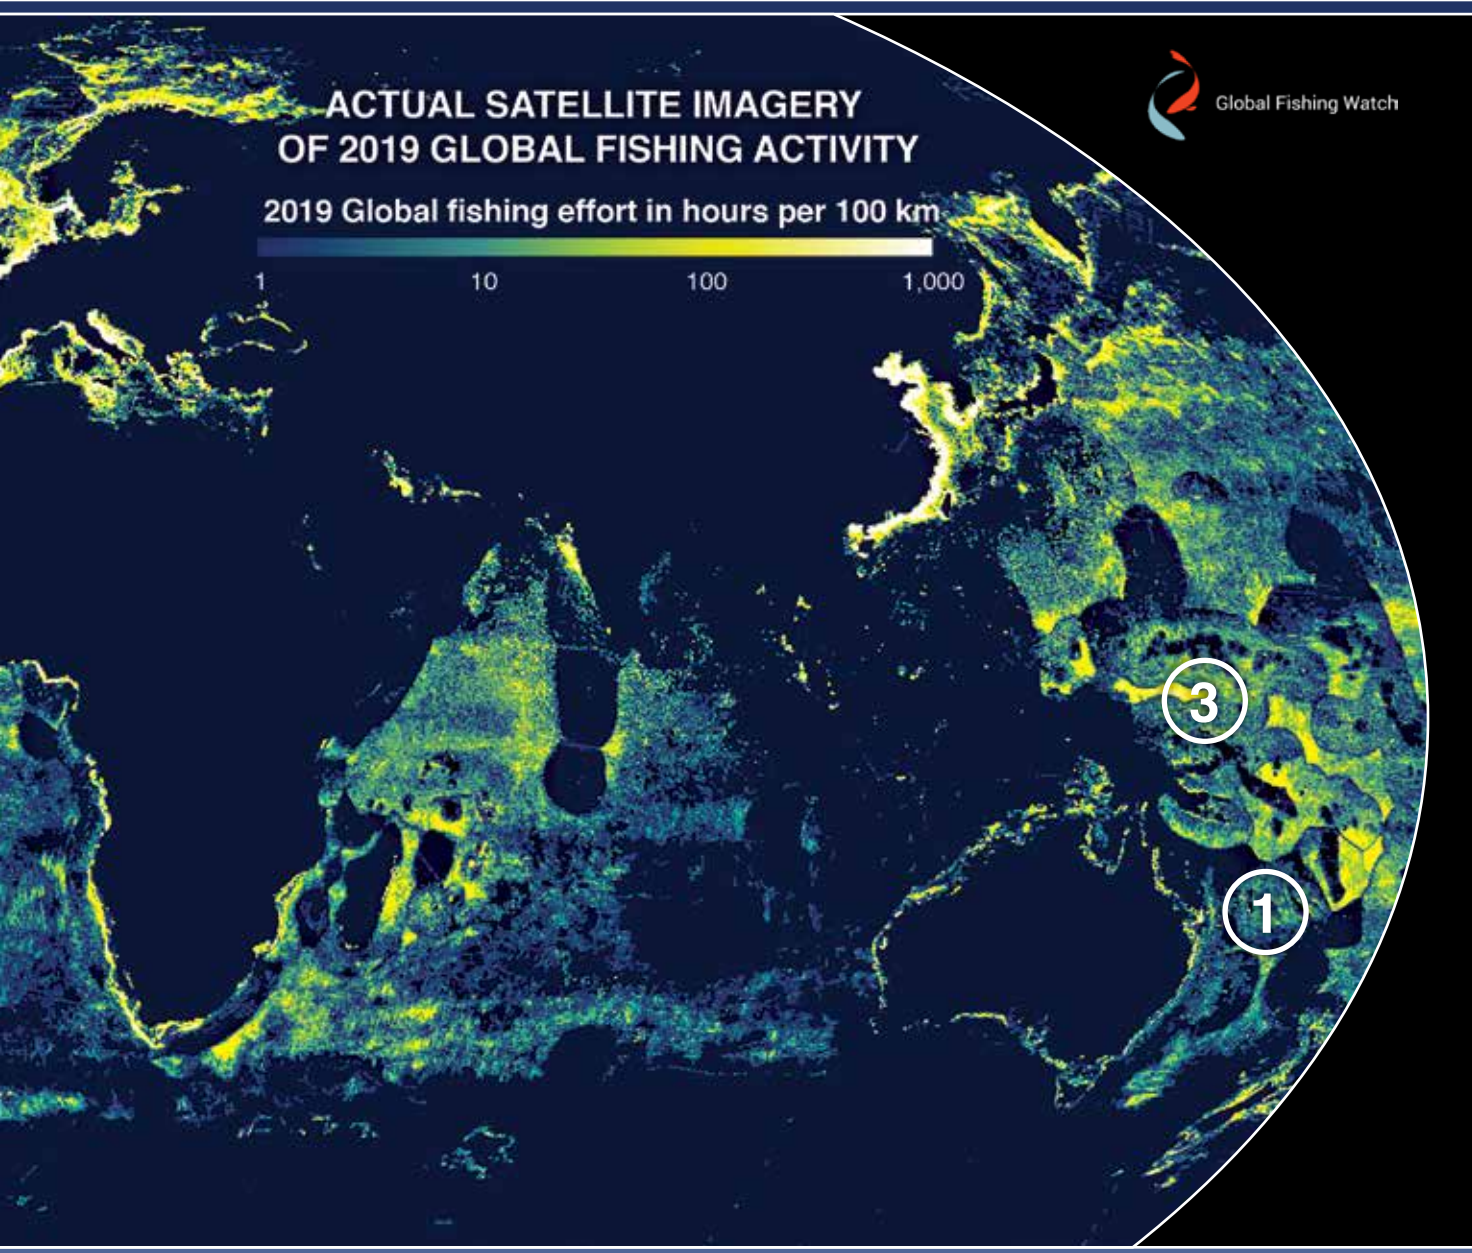 ACTUAL SATELLITE IMAGERY
OF 2019 GLOBAL FISHING ACTIVITY
2019 Global fishing effort in hours per 100 km
1 10 100 1,000
Global Fishing Watch
3
1